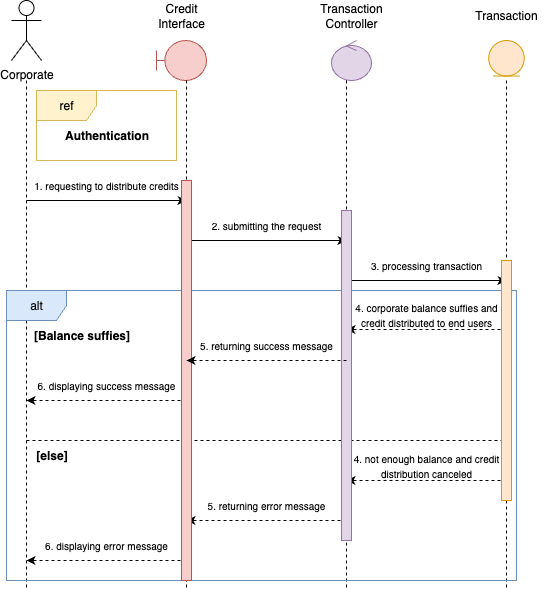 Credit
Interface
Transaction
Controller
Transaction
Corporate
ref
Authentication
1. requesting to distribute credits
2. submitting the request
3. processing transaction
alt
[Balance suffies]
4. corporate balance suffies and
credit distributed to end users
5. returning success message
6. displaying success message
[else]
4. not enough balance and credit
distribution canceled
5. returning error message
6. displaying error message